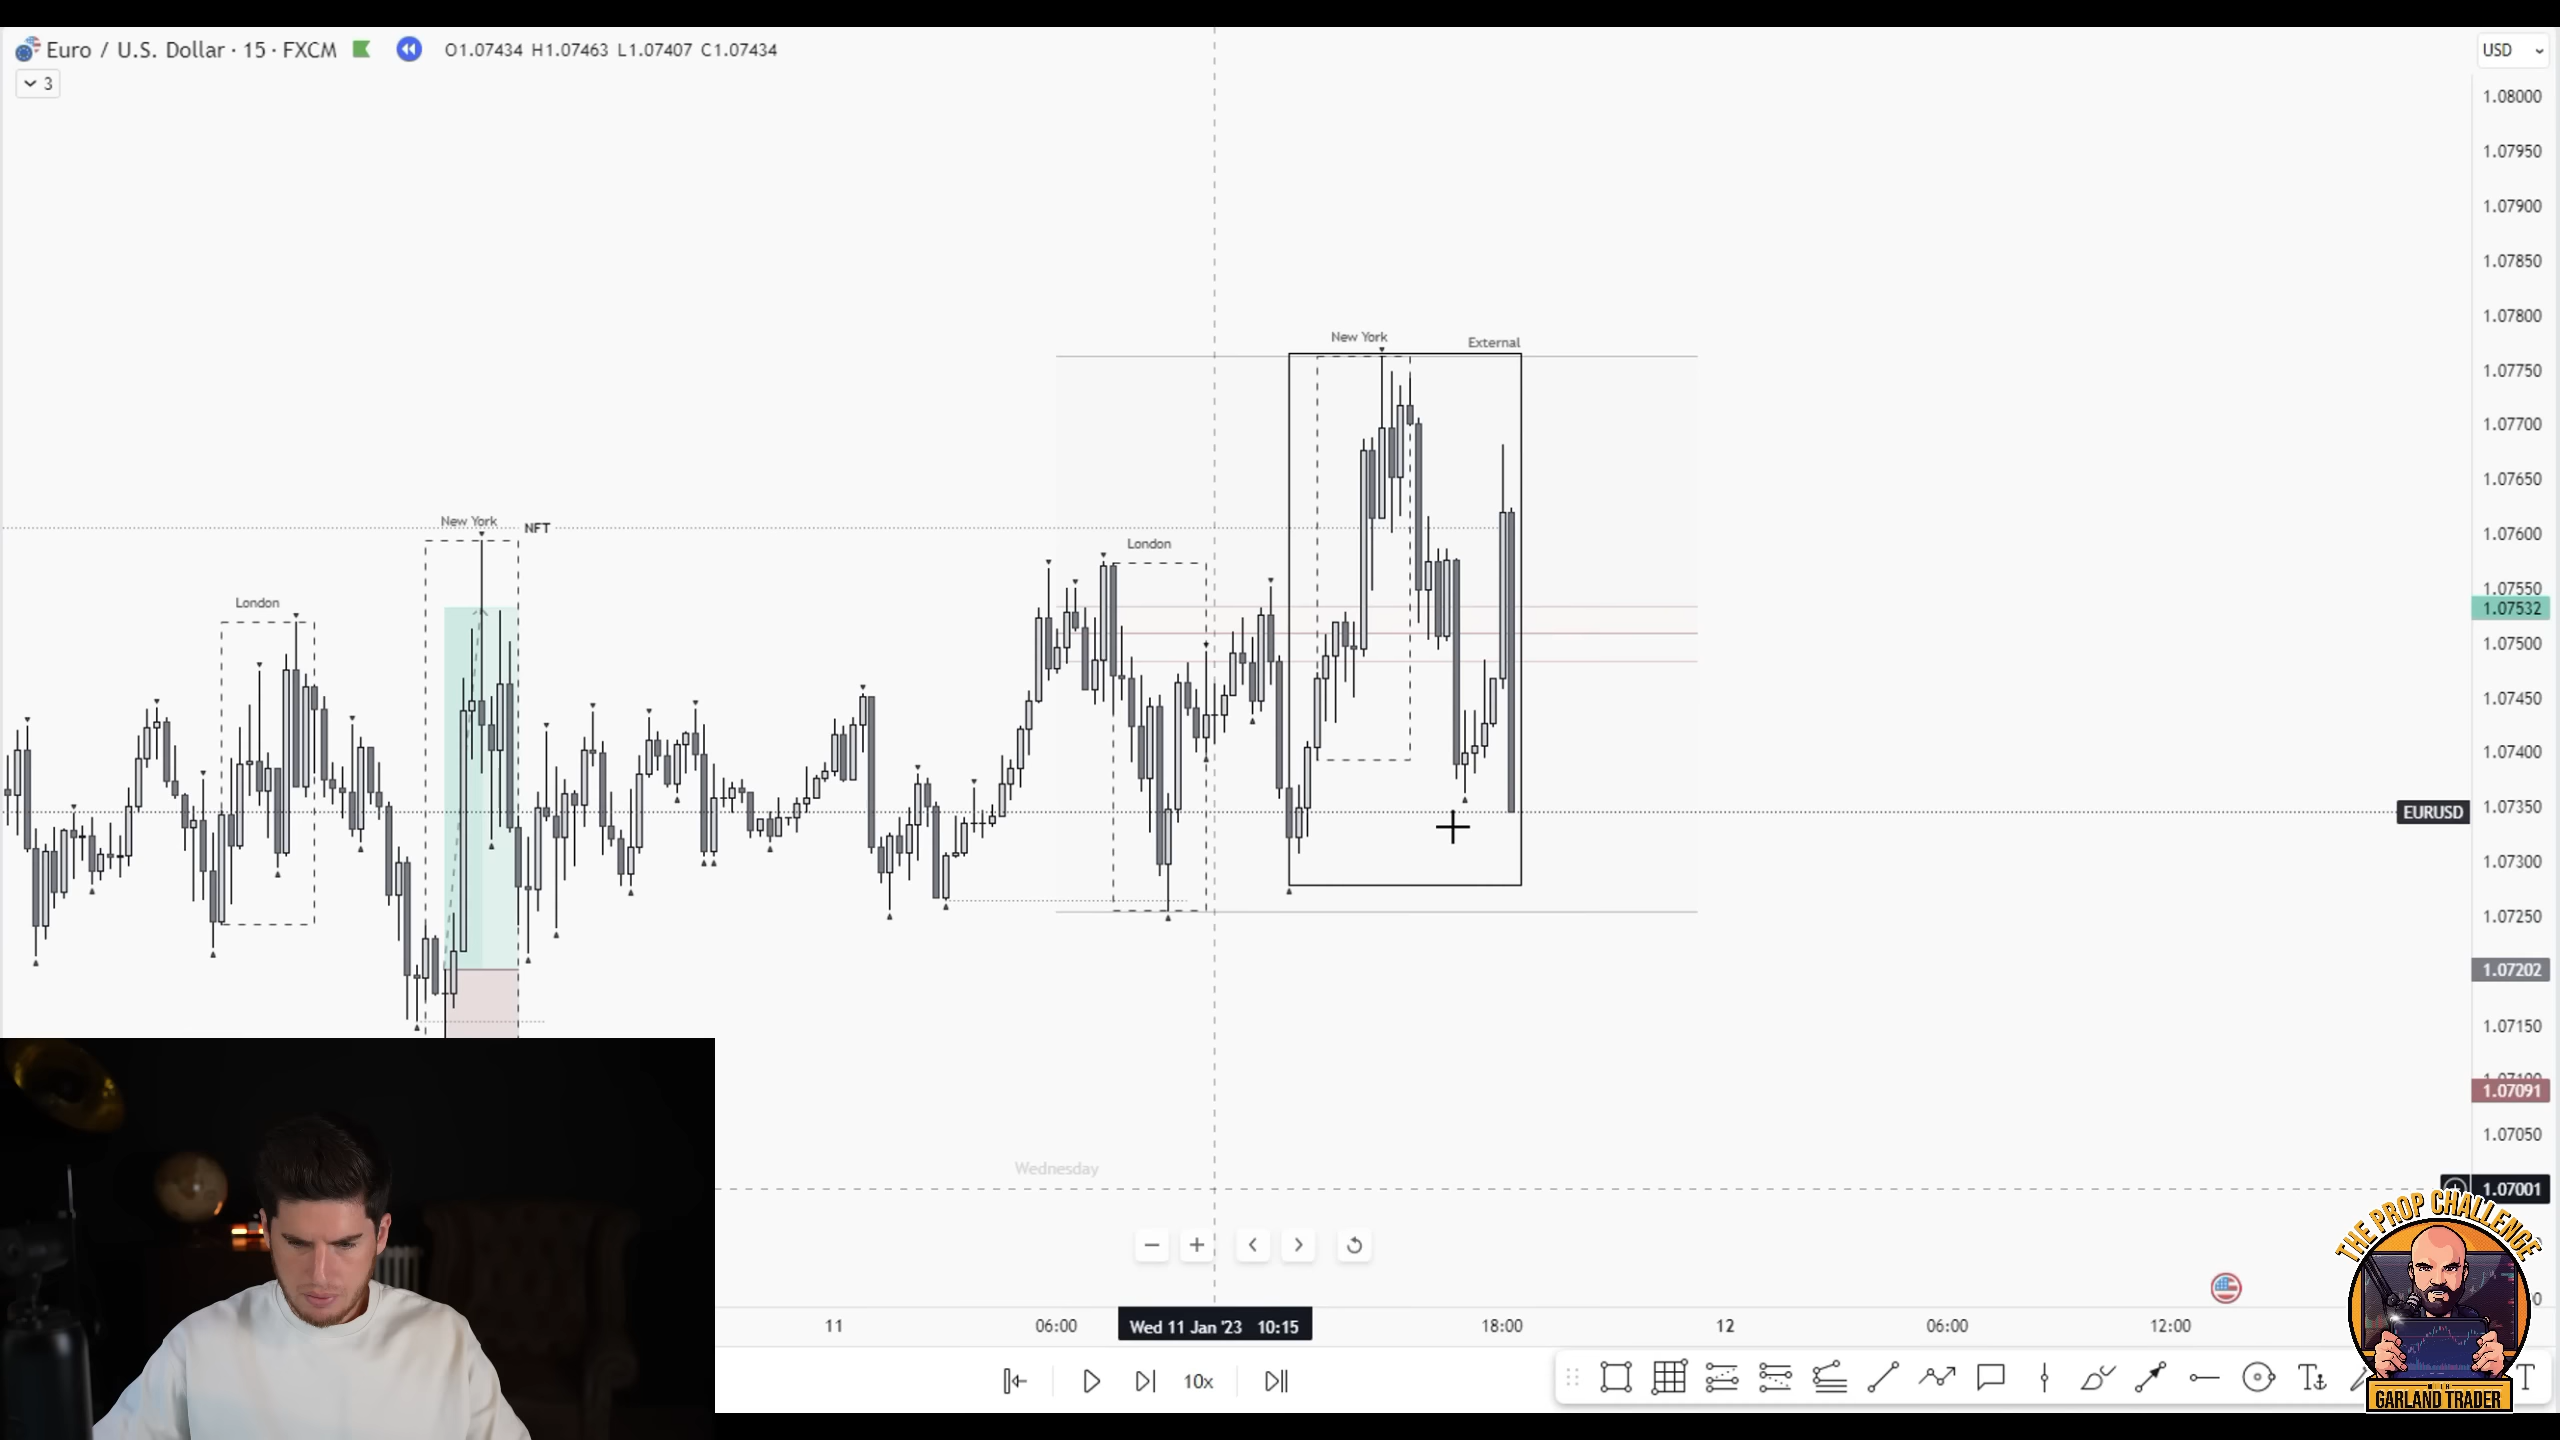 Euro / U.S. Dollar · 15 · FXCM O1.07434 H1.07463 L1.07407 C1.07434
USD
3
1.08000
1.07950
1.07900
1.07850
1.07800
New York
External
1.07750
1.07700
1.07650
New York
NFT
1.07600
London
1.07550
London
1.07532
1.07500
1.07450
1.07400
1.07350
EURUSD
1.07300
1.07250
1.07202
1.07150
1.07091
1.07050
Wednesday
1.07001
11
06:00
Wed 11 Jan '23 10:15
18:00
12
06:00
12:00
10x
THE PROP CHALLENGE
WITH
GARLAND TRADER